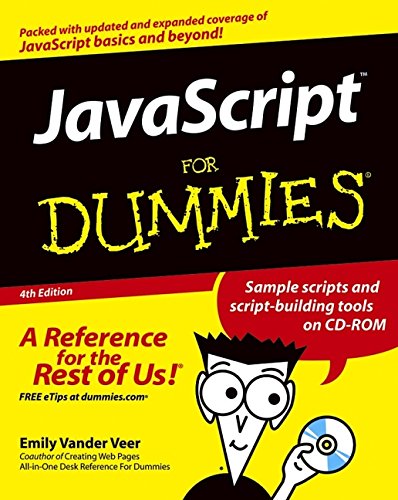 Packed with updated and expanded coverage of
JavaScript basics and beyond!
JavaScript™
FOR
DUMMIES®
4th Edition
Sample scripts and
script-building tools
on CD-ROM
A Reference
for the
Rest of Us!®
FREE eTips at dummies.com®
Emily Vander Veer
Coauthor of Creating Web Pages
All-in-One Desk Reference For Dummies